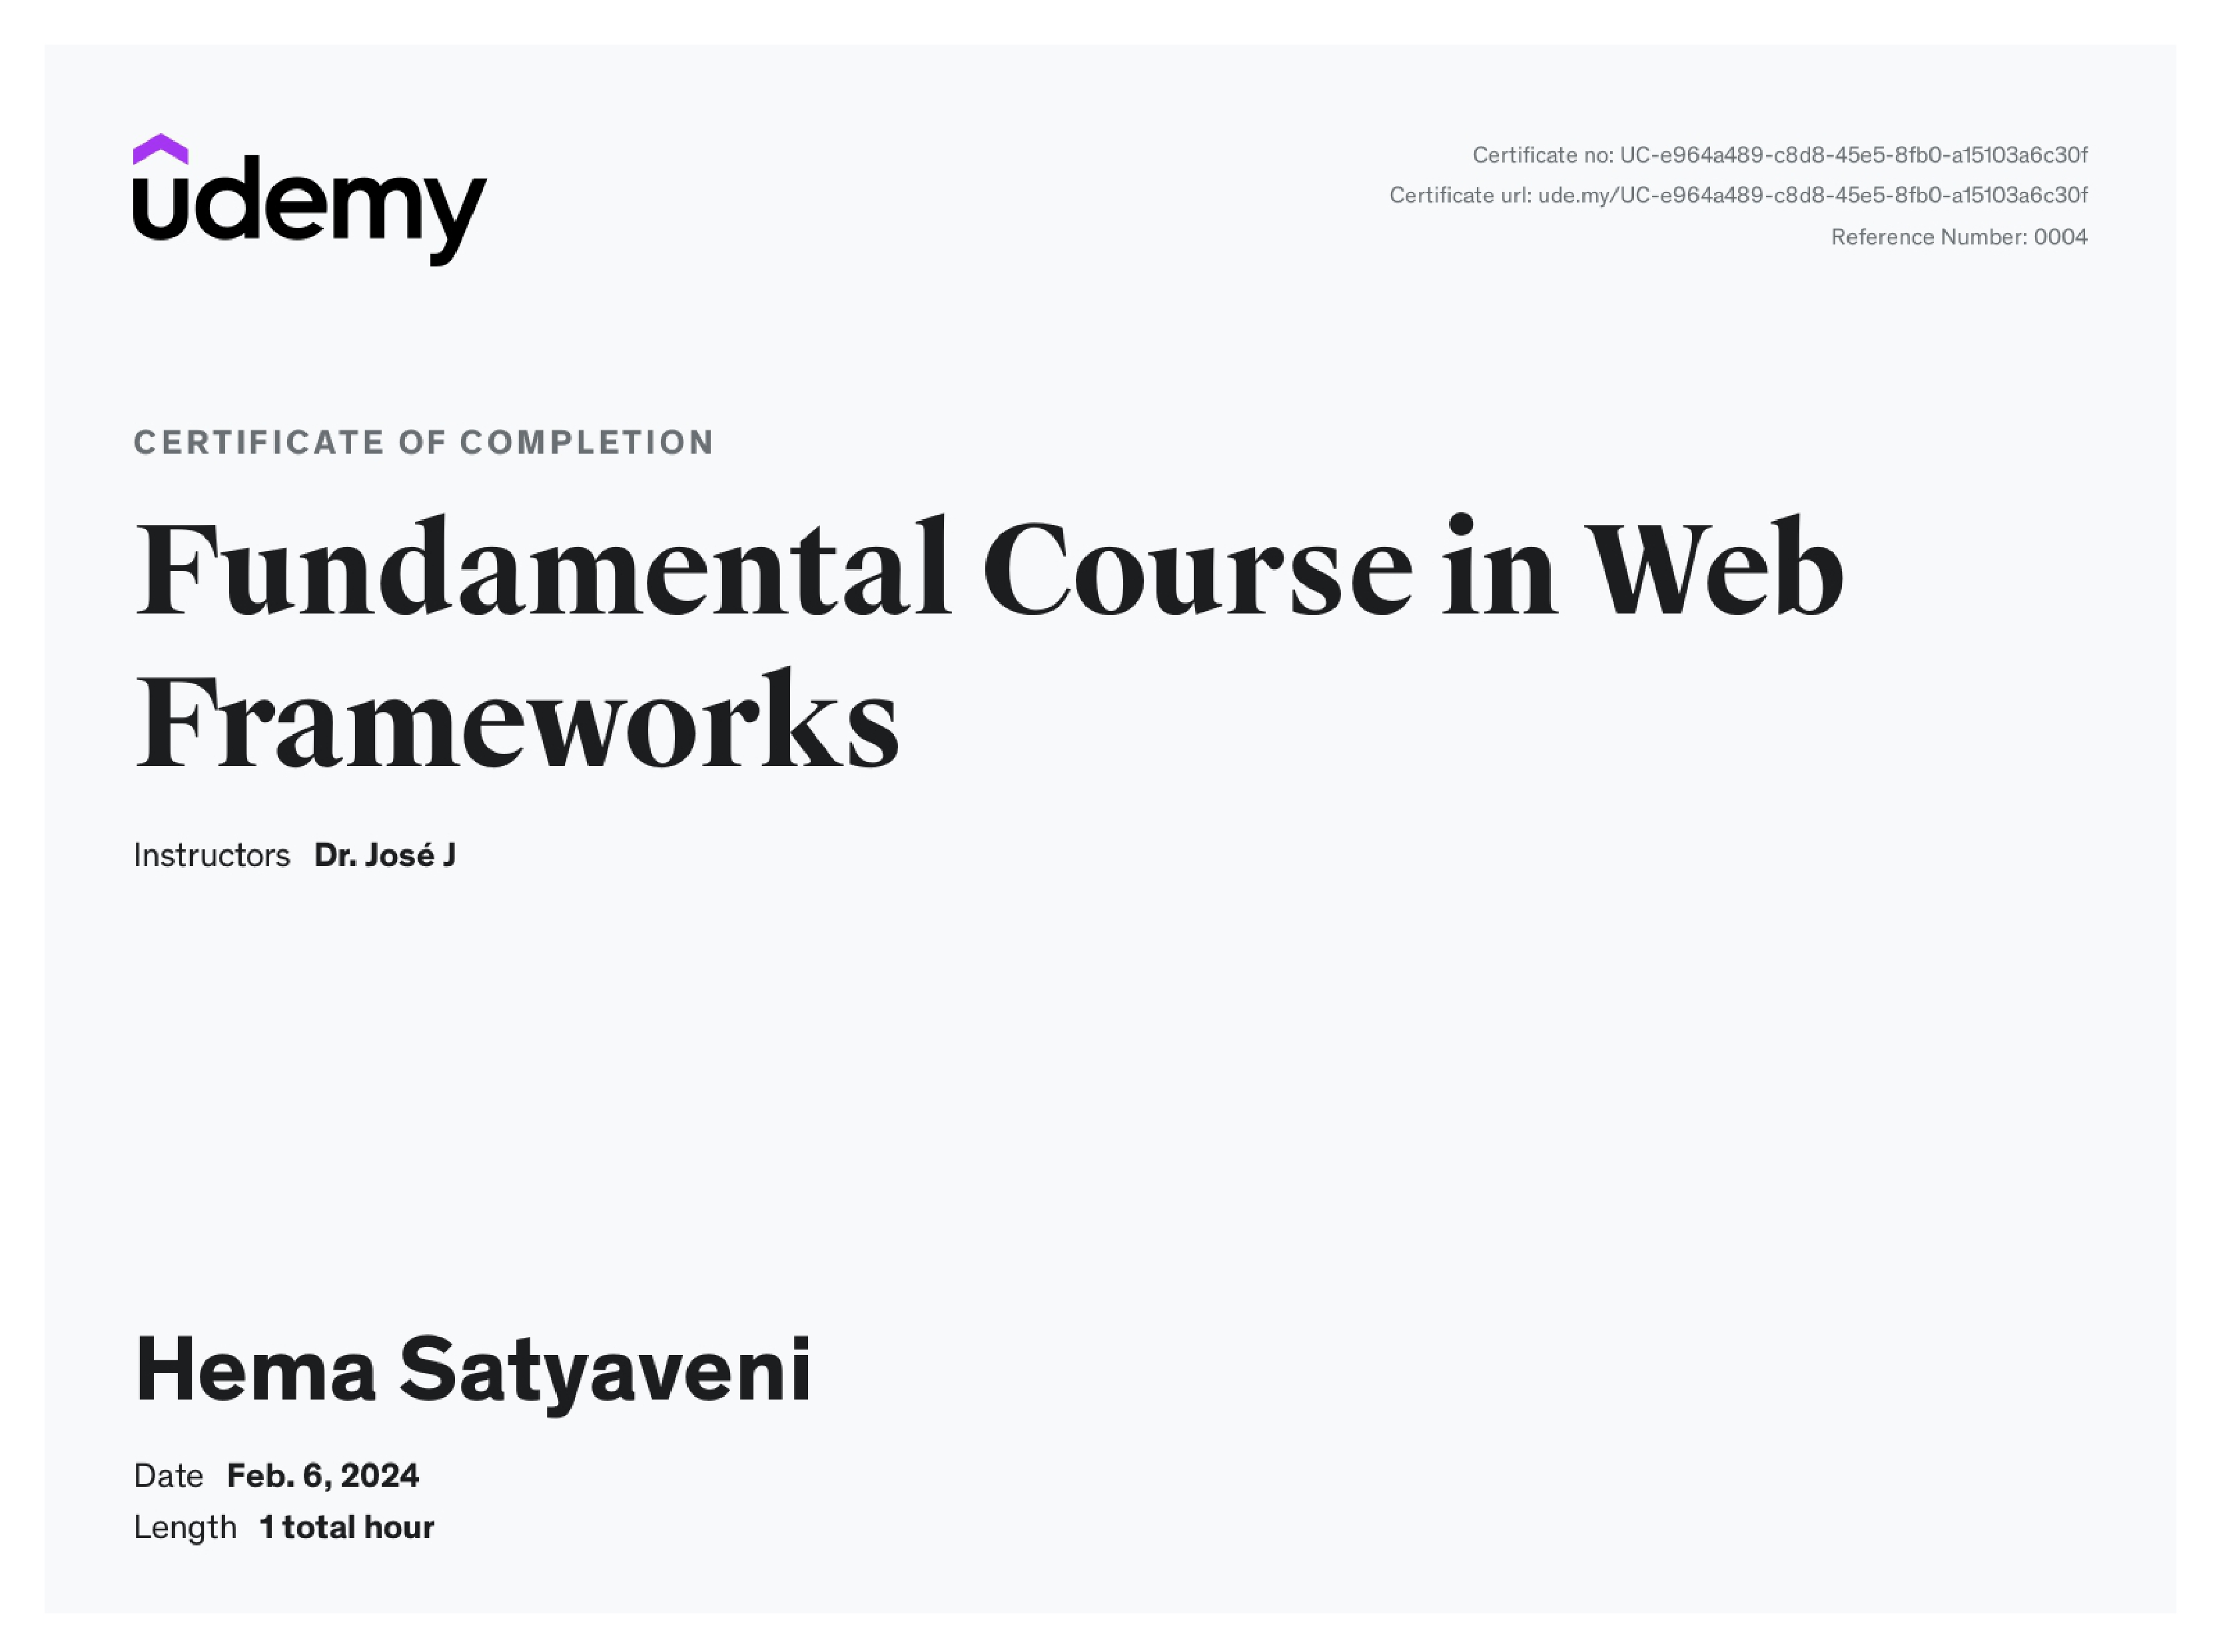 udemy
Certificate no: UC-e964a489-c8d8-45e5-8fb0-a15103a6c30f
Certificate url: ude.my/UC-e964a489-c8d8-45e5-8fb0-a15103a6c30f
Reference Number: 0004
CERTIFICATE OF COMPLETION
Fundamental Course in Web
Frameworks
Instructors Dr. José J
Hema Satyaveni
Date Feb. 6, 2024
Length 1 total hour